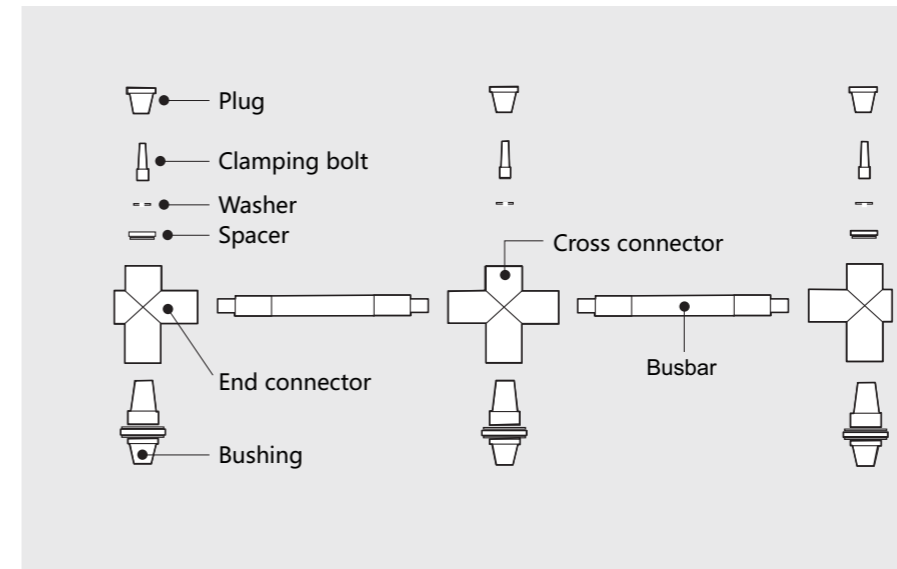 Plug
Clamping bolt
Washer
Spacer
Cross connector
Busbar
End connector
Bushing